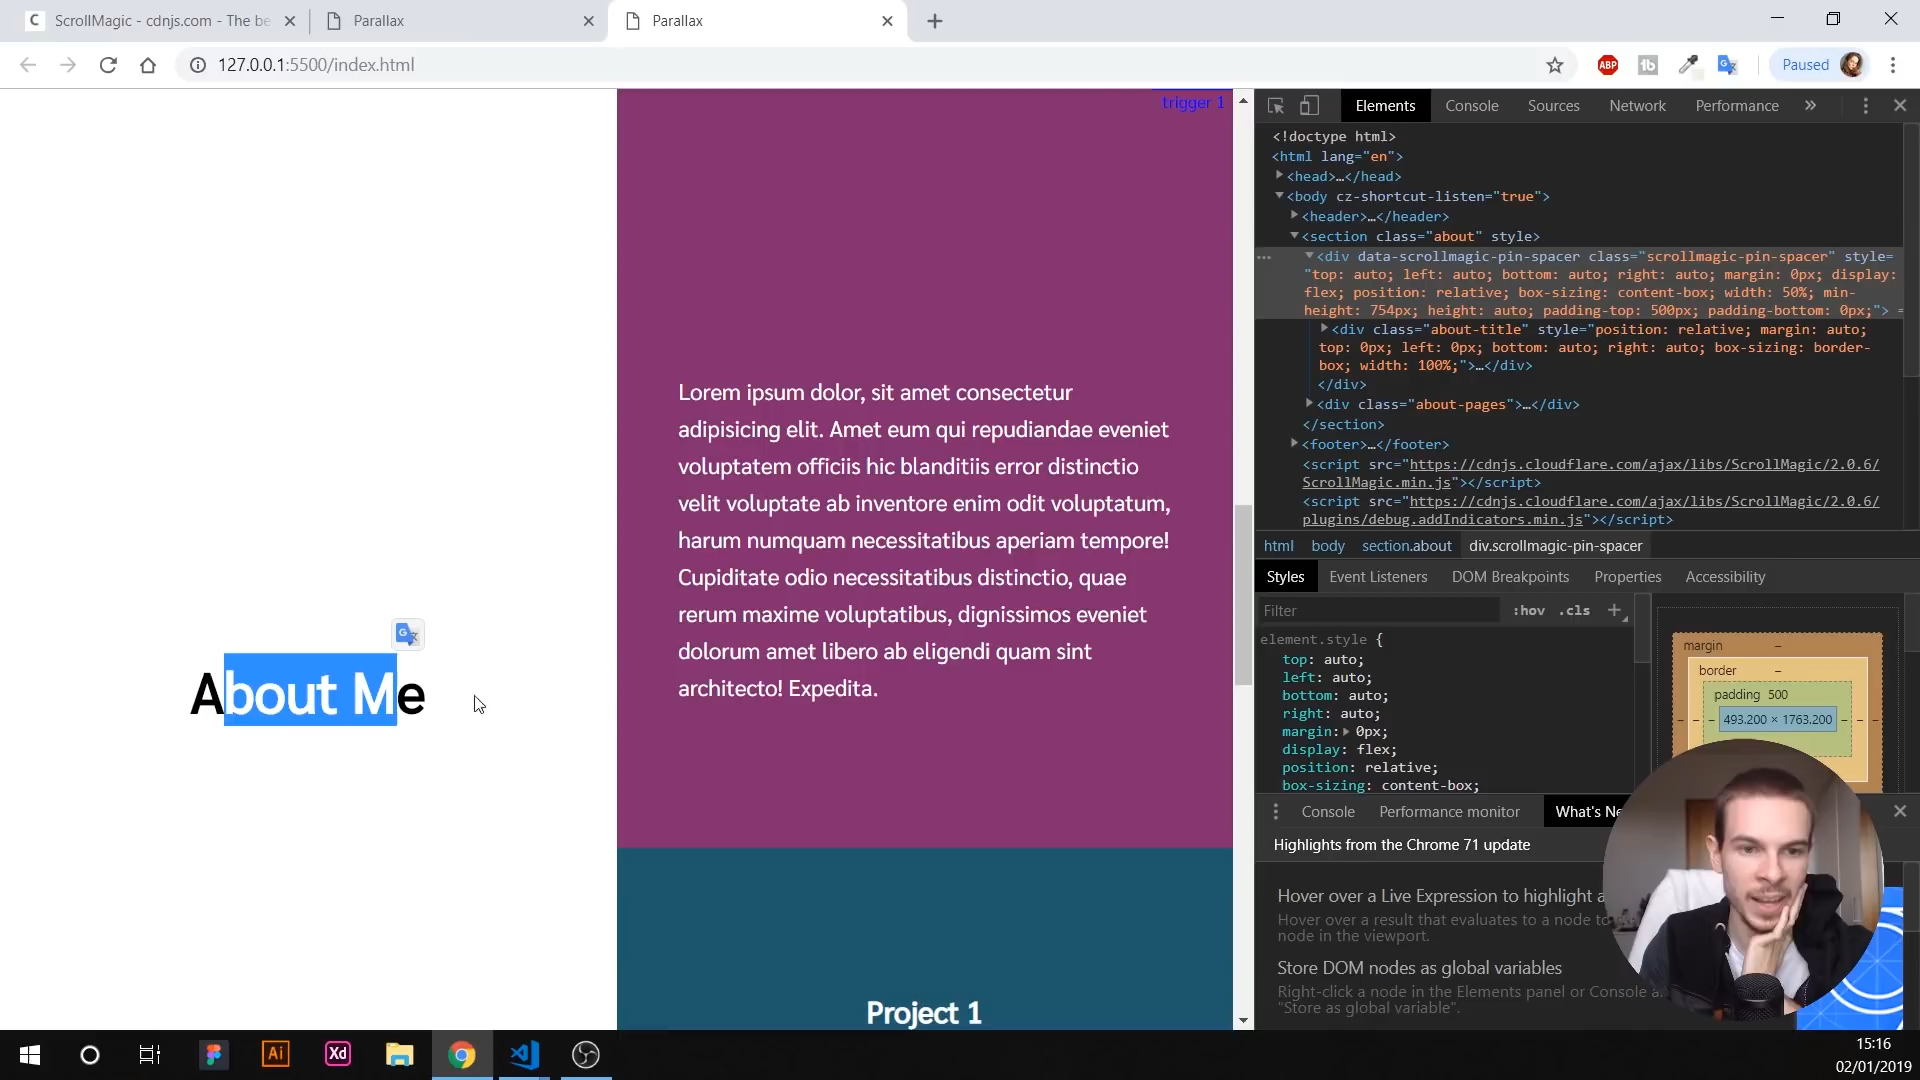 C ScrollMagic - cdnjs.com - The be
Parallax
Parallax
127.0.0.1:5500/index.html
ABP
Paused
trigger 1
Lorem ipsum dolor, sit amet consectetur
adipisicing elit. Amet eum qui repudiandae eveniet
voluptatem officiis hic blanditiis error distinctio
velit voluptate ab inventore enim odit voluptatum,
harum numquam necessitatibus aperiam tempore!
Cupiditate odio necessitatibus distinctio, quae
rerum maxime voluptatibus, dignissimos eveniet
dolorum amet libero ab eligendi quam sint
architecto! Expedita.
About Me
Project 1
Elements Console Sources Network Performance »
<!doctype html>
<html lang="en">
<head>…</head>
<body cz-shortcut-listen="true">
<header>…</header>
<section class="about" style>
<div data-scrollmagic-pin-spacer class="scrollmagic-pin-spacer" style=
"top: auto; left: auto; bottom: auto; right: auto; margin: 0px; display:
flex; position: relative; box-sizing: content-box; width: 50%; min-
height: 754px; height: auto; padding-top: 500px; padding-bottom: 0px;"> =
<div class="about-title" style="position: relative; margin: auto;
top: 0px; left: 0px; bottom: auto; right: auto; box-sizing: border-
box; width: 100%;">…</div>
</div>
<div class="about-pages">…</div>
</section>
<footer>…</footer>
<script src="https://cdnjs.cloudflare.com/ajax/libs/ScrollMagic/2.0.6/
ScrollMagic.min.js"></script>
<script src="https://cdnjs.cloudflare.com/ajax/libs/ScrollMagic/2.0.6/
plugins/debug.addIndicators.min.js"></script>
html body section.about div.scrollmagic-pin-spacer
Styles Event Listeners DOM Breakpoints Properties Accessibility
Filter :hov .cls +
element.style {
top: auto;
left: auto;
bottom: auto;
right: auto;
margin: 0px;
display: flex;
position: relative;
box-sizing: content-box;
margin –
border –
padding 500
493.200 × 1763.200
Console Performance monitor What's Ne
Highlights from the Chrome 71 update
Hover over a Live Expression to highlight a
Hover over a result that evaluates to a node to
node in the viewport.
Store DOM nodes as global variables
Right-click a node in the Elements panel or Console a
"Store as global variable".
Ai
Xd
15:16
02/01/2019